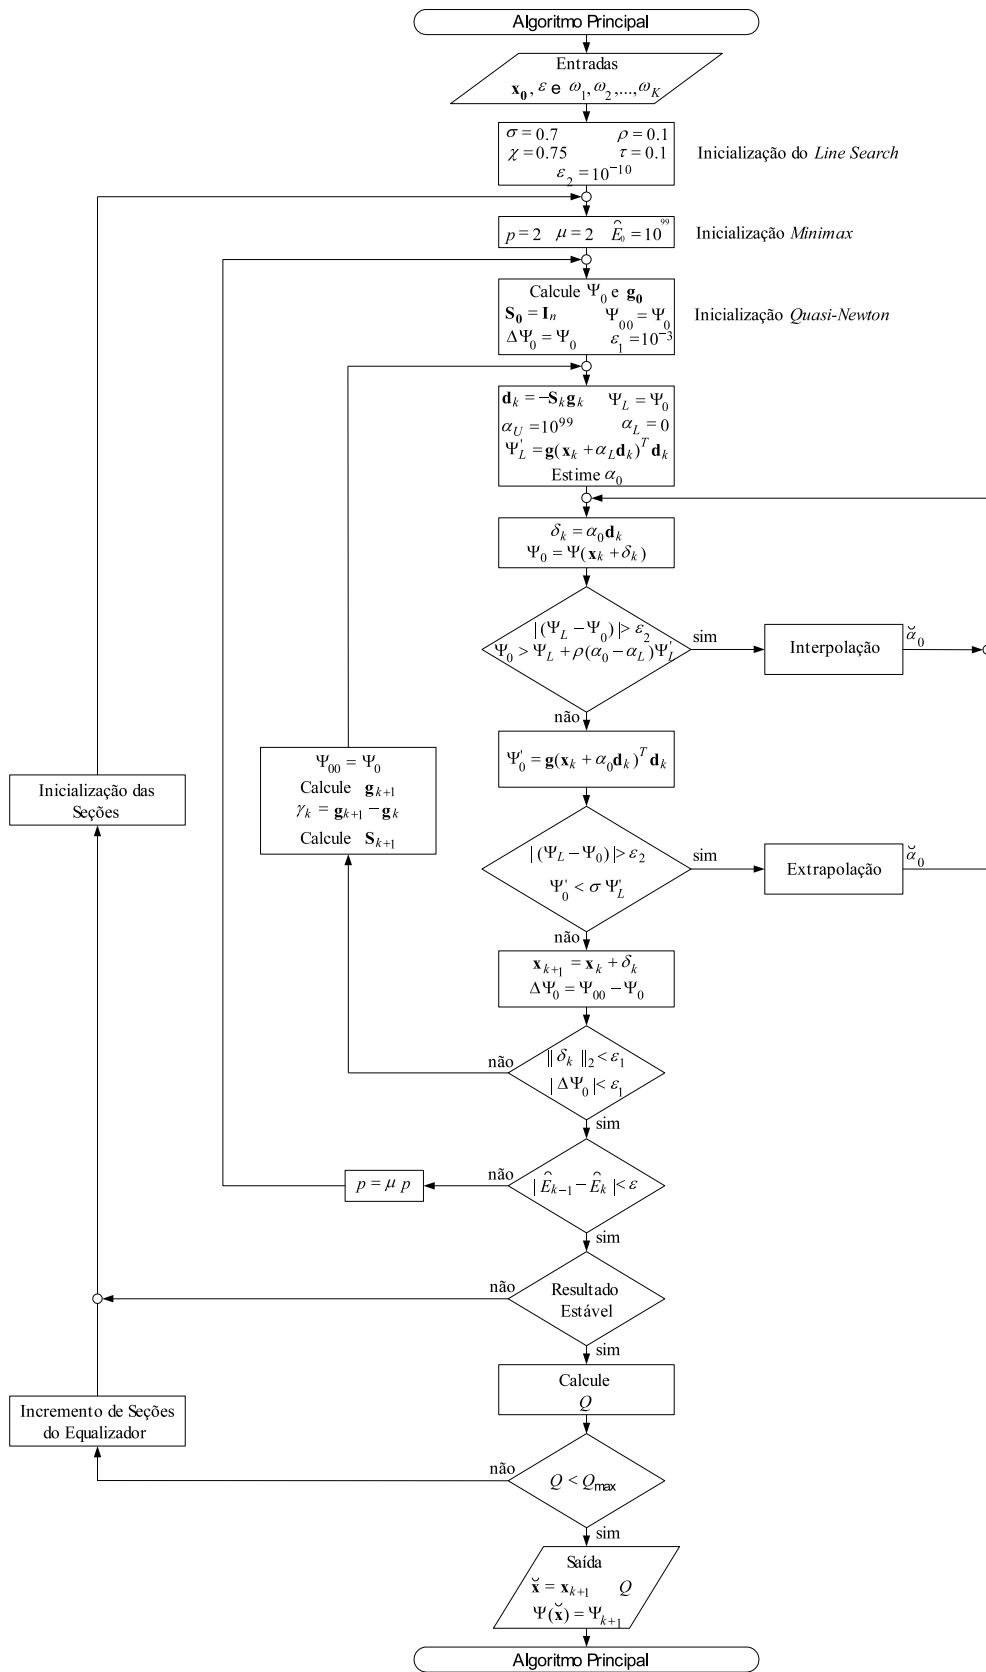 Algoritmo Principal
Entradas
x₀, ε e ω₁, ω₂,..., ω_K
σ = 0.7 ρ = 0.1
χ = 0.75 τ = 0.1
ε₂ = 10⁻¹⁰
Inicialização do Line Search
p = 2 μ = 2 Ê₀ = 10⁹⁹
Inicialização Minimax
Calcule Ψ₀ e g₀
S₀ = I_n Ψ₀₀ = Ψ₀
ΔΨ₀ = Ψ₀ ε₁ = 10⁻³
Inicialização Quasi-Newton
d_k = −S_k g_k Ψ_L = Ψ₀
α_U = 10⁹⁹ α_L = 0
Ψ'_L = g(x_k + α_L d_k)^T d_k
Estime α₀
δ_k = α₀ d_k
Ψ₀ = Ψ(x_k + δ_k)
| (Ψ_L − Ψ₀) | > ε₂
Ψ₀ > Ψ_L + ρ(α₀ − α_L)Ψ'_L
sim
Interpolação
α̌₀
não
Ψ'₀ = g(x_k + α₀ d_k)^T d_k
Ψ₀₀ = Ψ₀
Calcule g_{k+1}
γ_k = g_{k+1} − g_k
Calcule S_{k+1}
Inicialização das
Seções
| (Ψ_L − Ψ₀) | > ε₂
Ψ'₀ < σ Ψ'_L
sim
Extrapolação
α̌₀
não
x_{k+1} = x_k + δ_k
ΔΨ₀ = Ψ₀₀ − Ψ₀
|| δ_k ||₂ < ε₁
| ΔΨ₀ | < ε₁
não
sim
| Ê_{k−1} − Ê_k | < ε
não
p = μ p
sim
Resultado
Estável
não
sim
Calcule
Q
Incremento de Seções
do Equalizador
Q < Q_max
não
sim
Saída
x̌ = x_{k+1} Q
Ψ(x̌) = Ψ_{k+1}
Algoritmo Principal